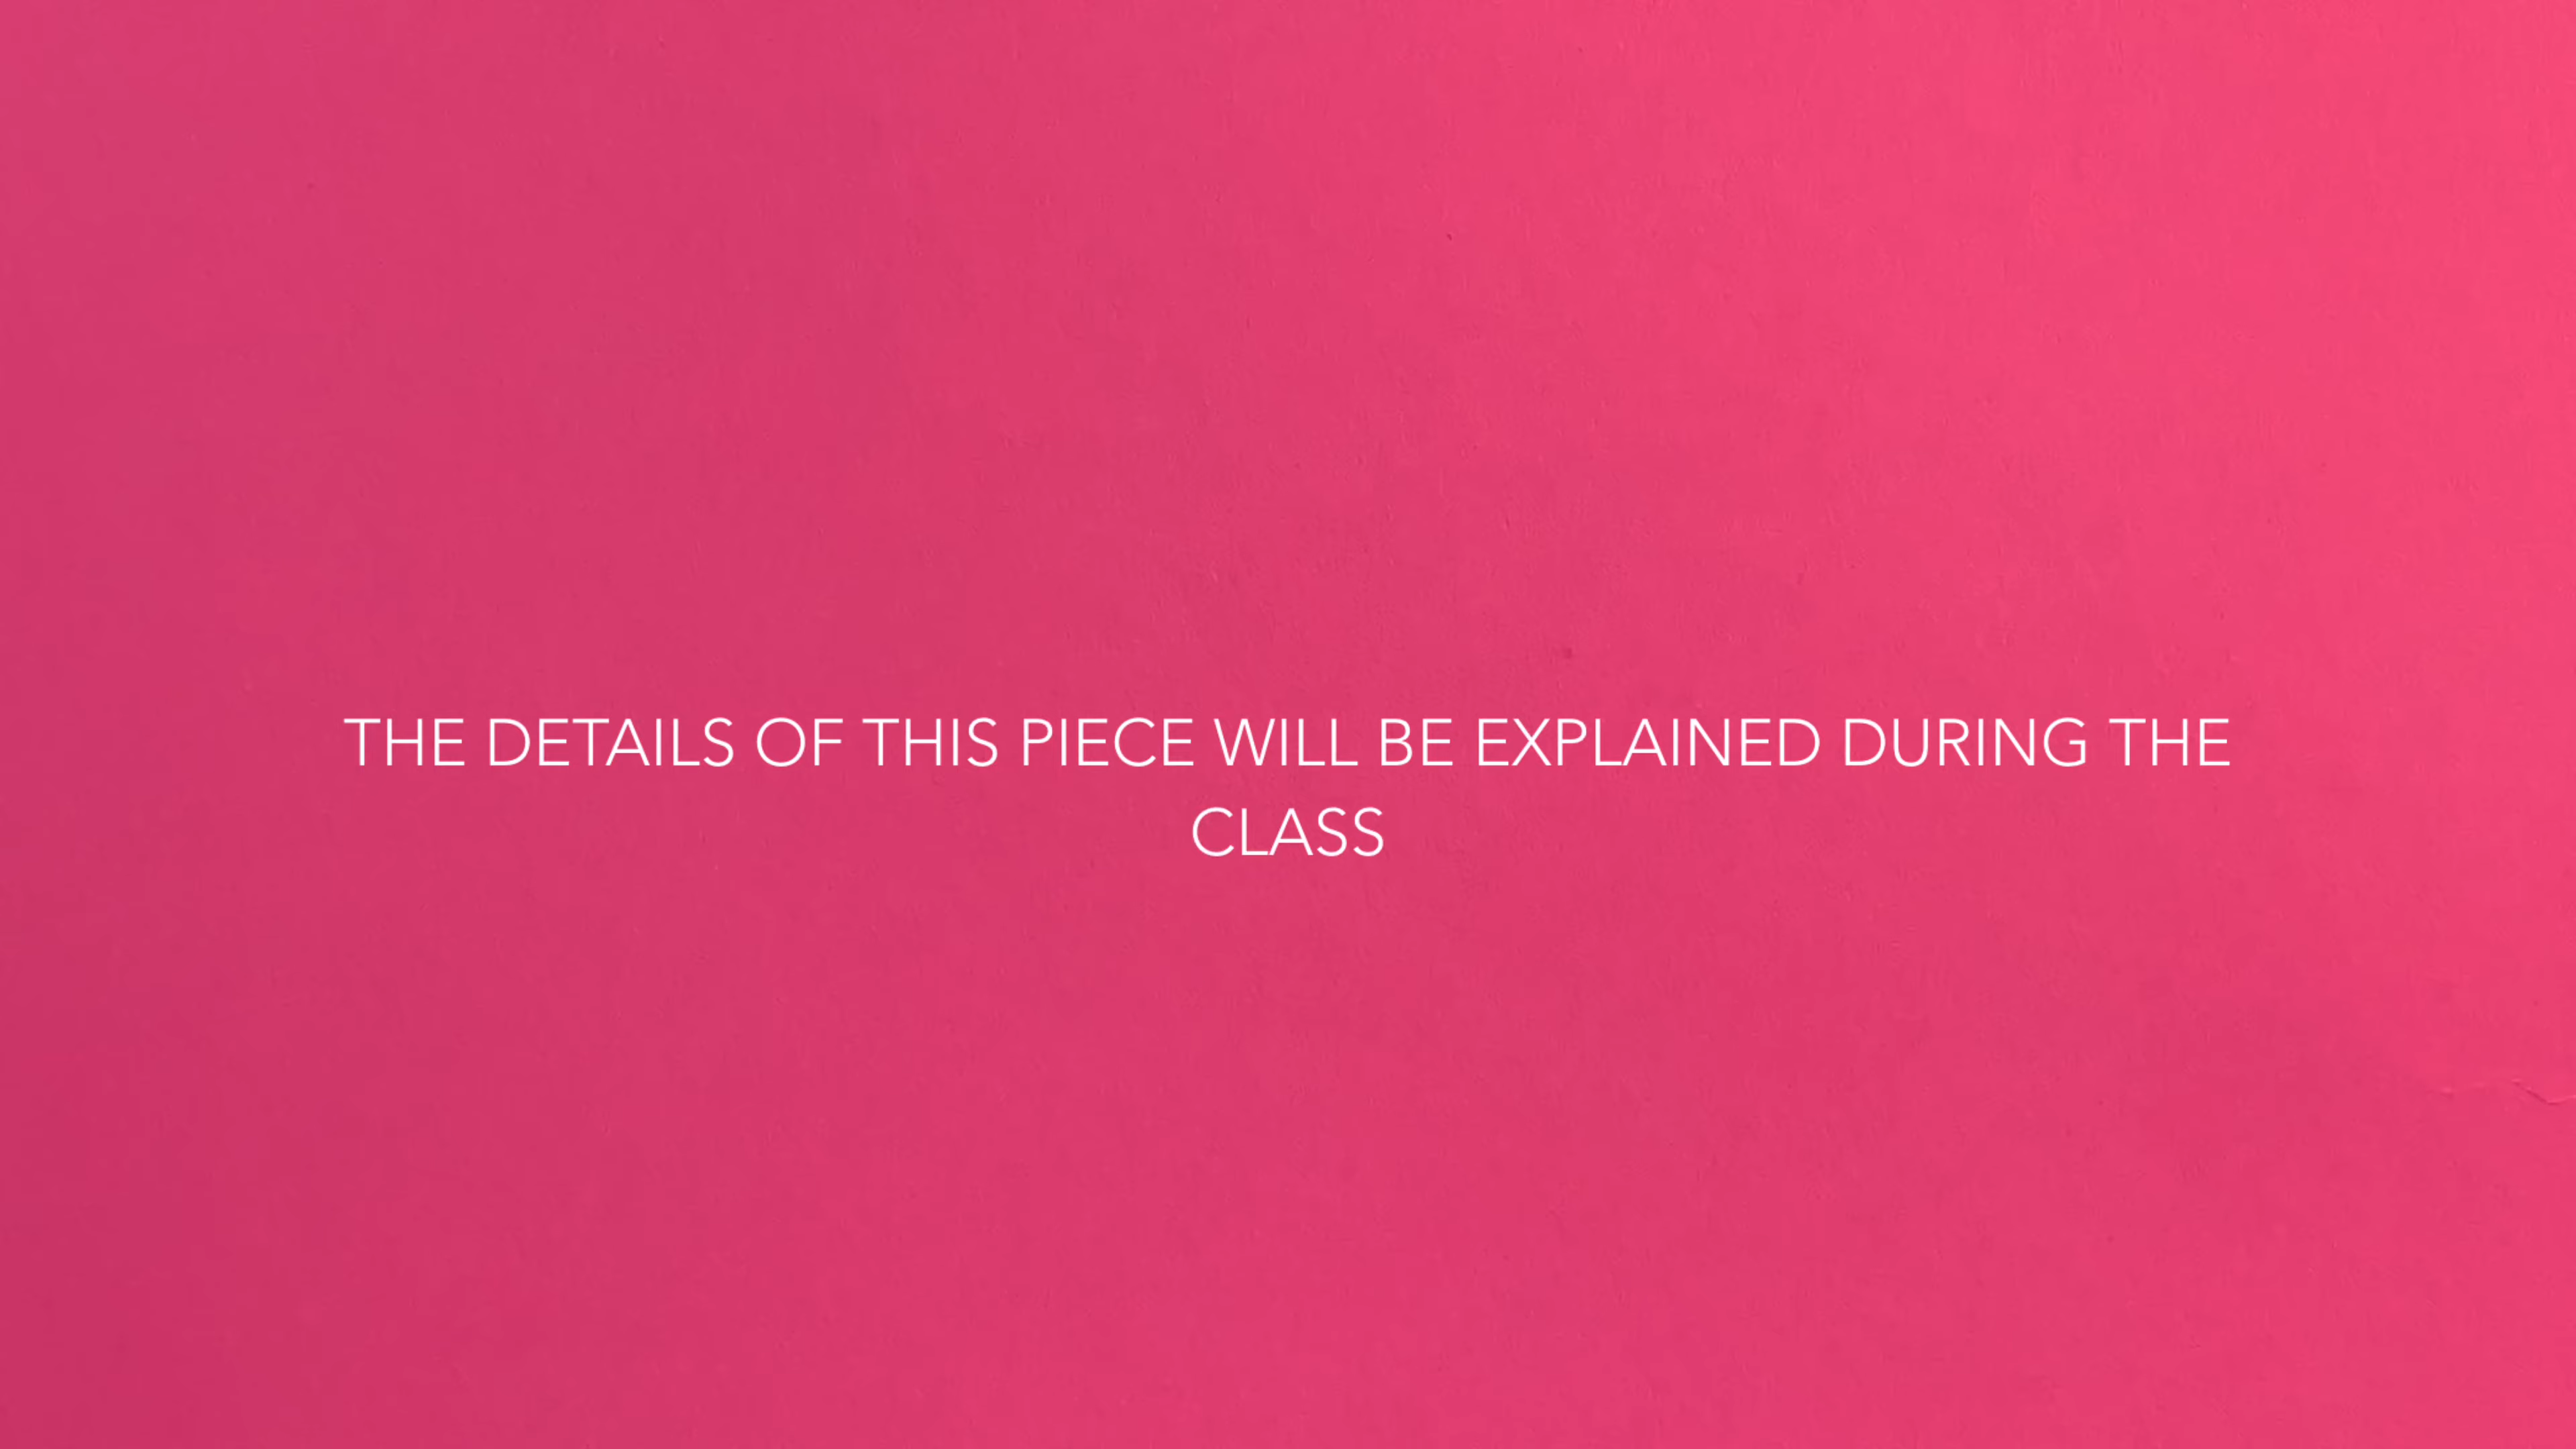 THE DETAILS OF THIS PIECE WILL BE EXPLAINED DURING THE
CLASS